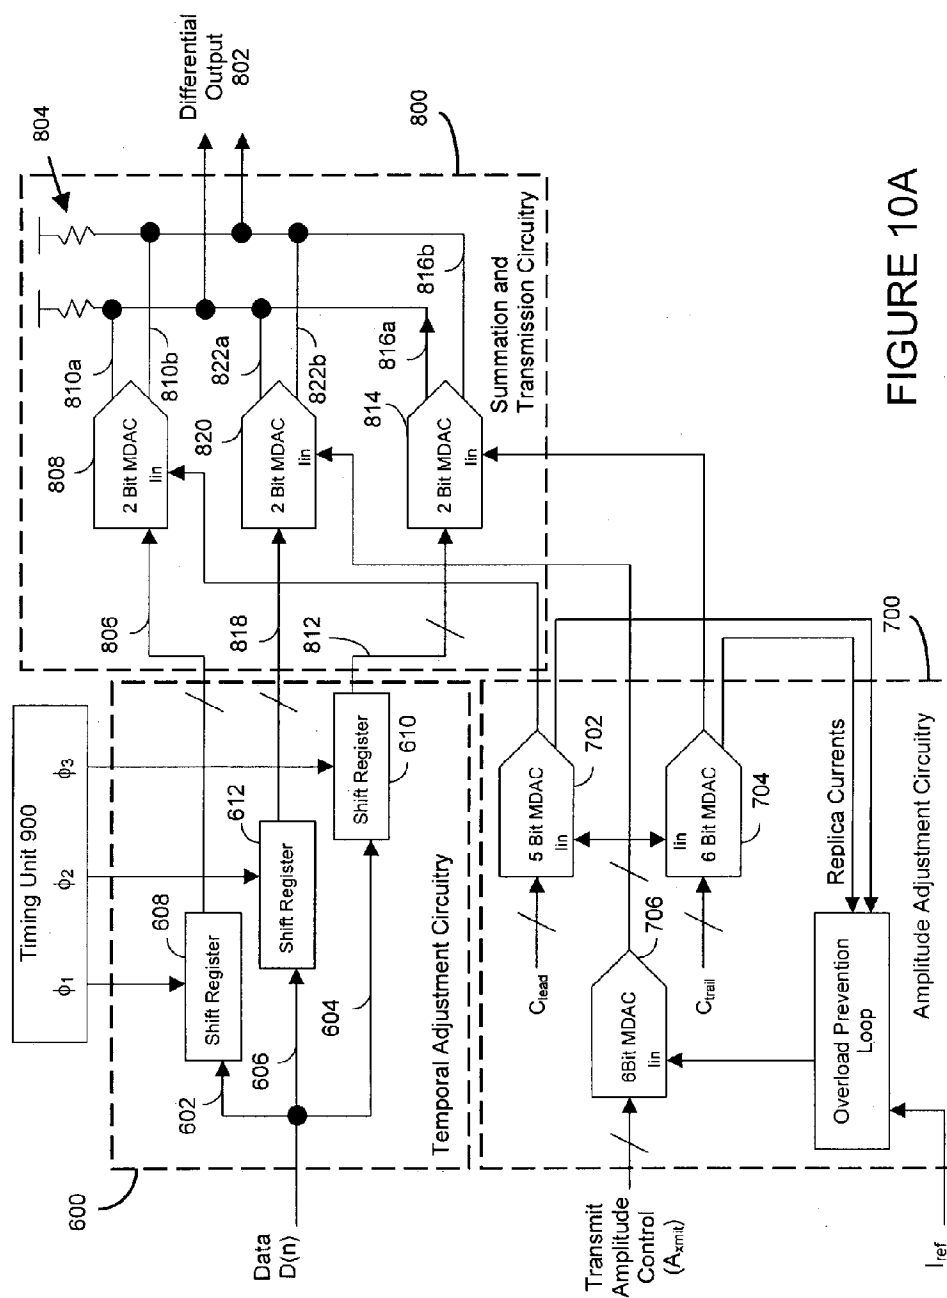 Timing Unit 900
ϕ1
ϕ2
ϕ3
600
Data
D(n)
602
606
604
608
Shift Register
612
Shift Register
610
Shift Register
Temporal Adjustment Circuitry
806
818
812
808
2 Bit MDAC
Iin
820
2 Bit MDAC
Iin
814
2 Bit MDAC
Iin
810a
810b
822a
822b
816a
816b
804
Differential
Output
802
800
Summation and
Transmission Circuitry
Transmit
Amplitude
Control
(Axmit)
6Bit MDAC
Iin
706
Clead
5 Bit MDAC
Iin
702
Ctrail
6 Bit MDAC
Iin
704
Replica Currents
Overload Prevention
Loop
Iref
Amplitude Adjustment Circuitry
700
FIGURE 10A